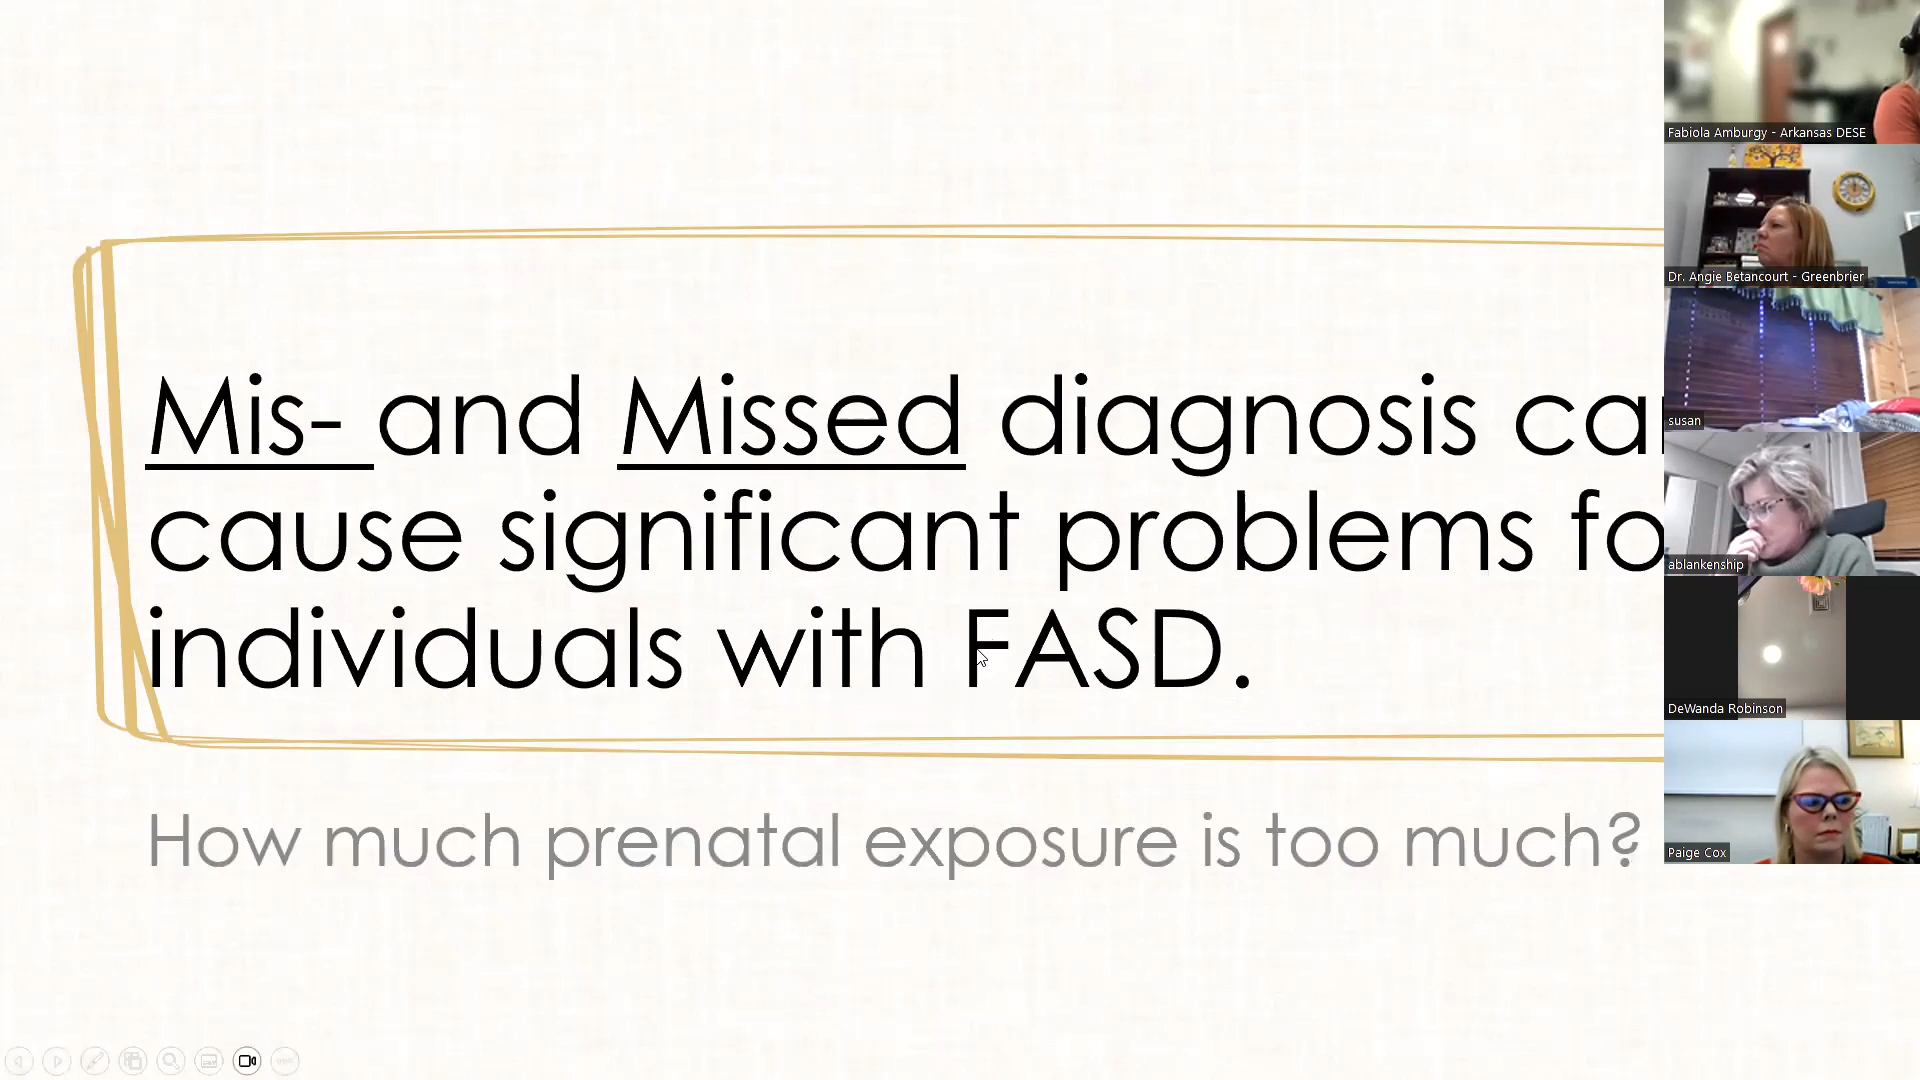 Mis- and Missed diagnosis can
cause significant problems fo
individuals with FASD.
How much prenatal exposure is too much?
Fabiola Amburgy - Arkansas DESE
Dr. Angie Betancourt - Greenbrier
susan
ablankenship
DeWanda Robinson
Paige Cox